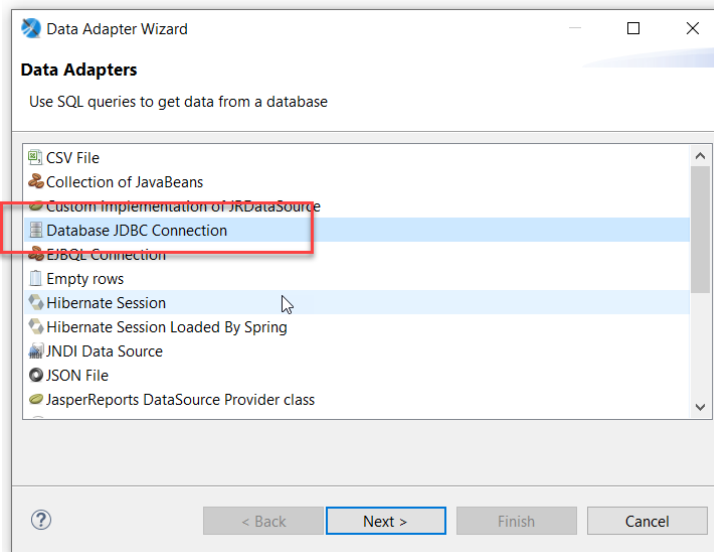 Data Adapter Wizard
Data Adapters
Use SQL queries to get data from a database
CSV File
Collection of JavaBeans
Custom Implementation of JRDataSource
Database JDBC Connection
EJBQL Connection
Empty rows
Hibernate Session
Hibernate Session Loaded By Spring
JNDI Data Source
JSON File
JasperReports DataSource Provider class
? < Back Next > Finish Cancel